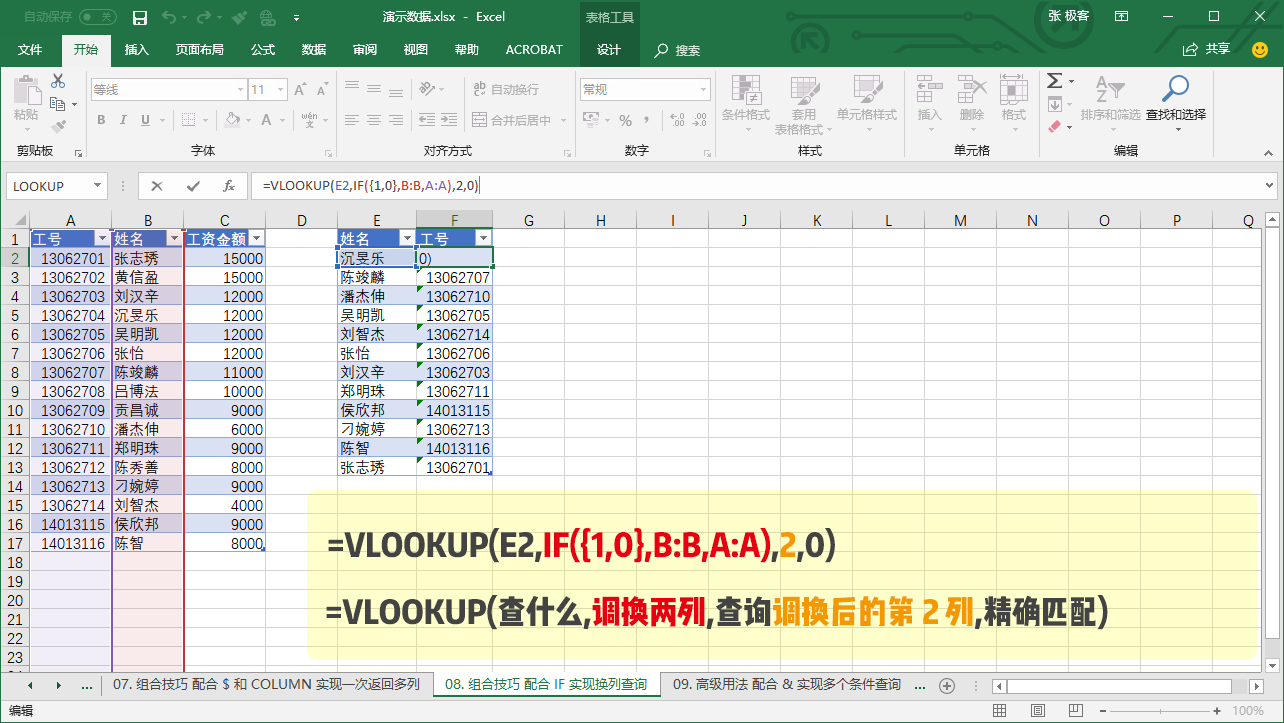 自动保存 关 演示数据.xlsx - Excel 表格工具 张 极客
文件 开始 插入 页面布局 公式 数据 审阅 视图 帮助 ACROBAT 设计 搜索 共享
等线 11 自动换行 常规
粘贴 B I U A 合并后居中 % 条件格式 套用表格格式 单元格样式 插入 删除 格式 排序和筛选 查找和选择
剪贴板 字体 对齐方式 数字 样式 单元格 编辑
LOOKUP fx =VLOOKUP(E2,IF({1,0},B:B,A:A),2,0)
A B C D E F G H I J K L M N O P Q
1 工号 姓名 工资金额 姓名 工号
2 13062701 张志琇 15000 沉旻乐 0)
3 13062702 黄信盈 15000 陈竣麟 13062707
4 13062703 刘汉辛 12000 潘杰伸 13062710
5 13062704 沉旻乐 12000 吴明凯 13062705
6 13062705 吴明凯 12000 刘智杰 13062714
7 13062706 张怡 12000 张怡 13062706
8 13062707 陈竣麟 11000 刘汉辛 13062703
9 13062708 吕博法 10000 郑明珠 13062711
10 13062709 贡昌诚 9000 侯欣邦 14013115
11 13062710 潘杰伸 6000 刁婉婷 13062713
12 13062711 郑明珠 9000 陈智 14013116
13 13062712 陈秀善 8000 张志琇 13062701
14 13062713 刁婉婷 9000
15 13062714 刘智杰 4000
16 14013115 侯欣邦 9000
17 14013116 陈智 8000
18
19
20
21
22
23
=VLOOKUP(E2,IF({1,0},B:B,A:A),2,0)
=VLOOKUP(查什么,调换两列,查询调换后的第 2 列,精确匹配)
... 07. 组合技巧 配合 $ 和 COLUMN 实现一次返回多列 08. 组合技巧 配合 IF 实现换列查询 09. 高级用法 配合 & 实现多个条件查询 ...
编辑 100%